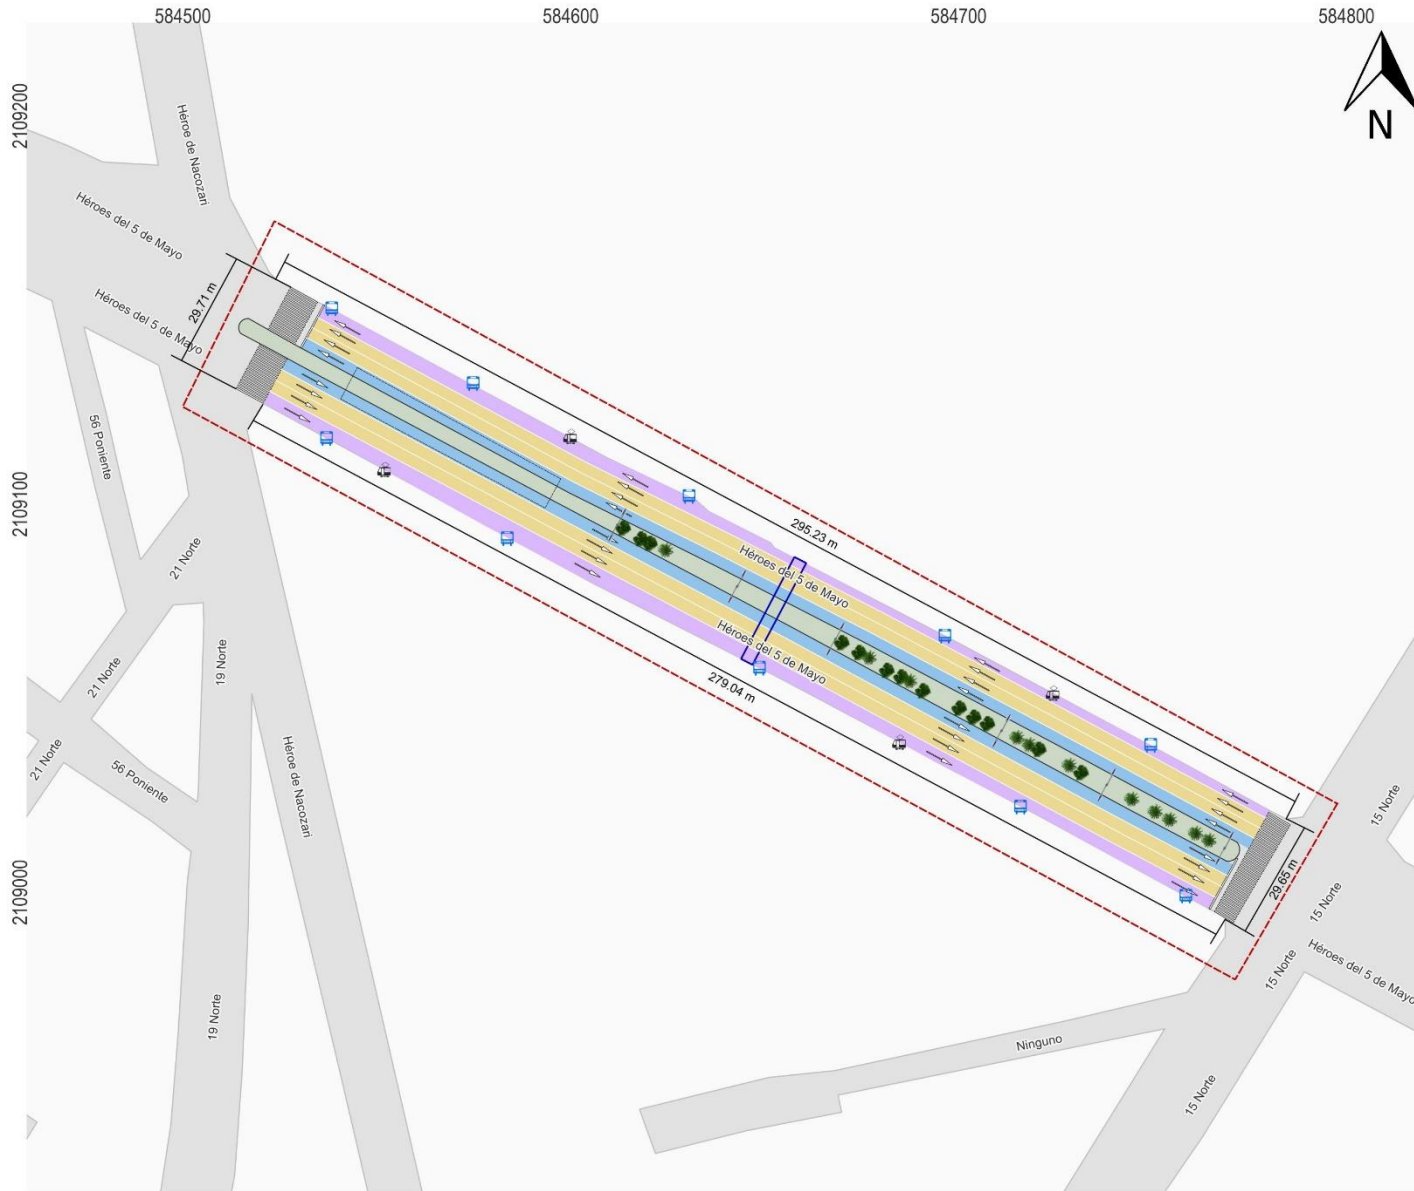 584500
584600
584700
584800
2109200
2109100
2109000
N
Héroe de Nacozari
Héroes del 5 de Mayo
Héroes del 5 de Mayo
29.71 m
56 Poniente
21 Norte
295.23 m
Héroes del 5 de Mayo
Héroes del 5 de Mayo
279.04 m
21 Norte
19 Norte
21 Norte
56 Poniente
Héroe de Nacozari
15 Norte
29.65 m
15 Norte
15 Norte
Héroes del 5 de Mayo
19 Norte
Ninguno
15 Norte